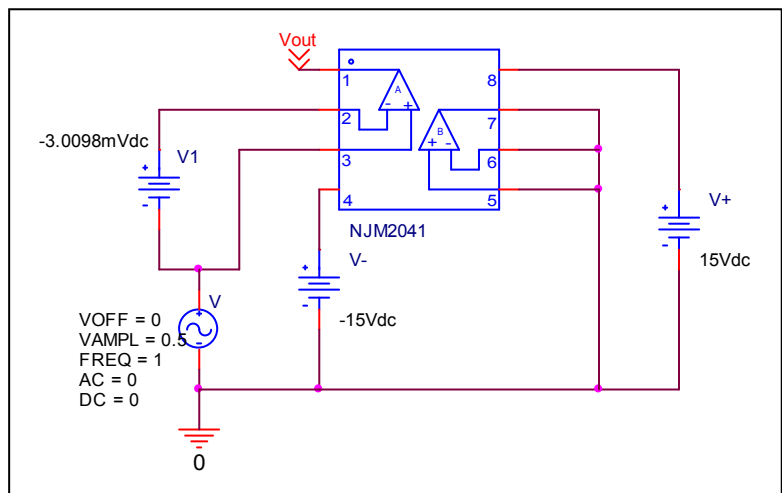 Vout
1
8
A
- +
2
7
-3.0098mVdc
+
V1
B
+ -
3
6
-
4
5
V+
NJM2041
+
V-
+
-
15Vdc
V
VOFF = 0
VAMPL = 0.5
FREQ = 1
AC = 0
DC = 0
-
-15Vdc
-
0